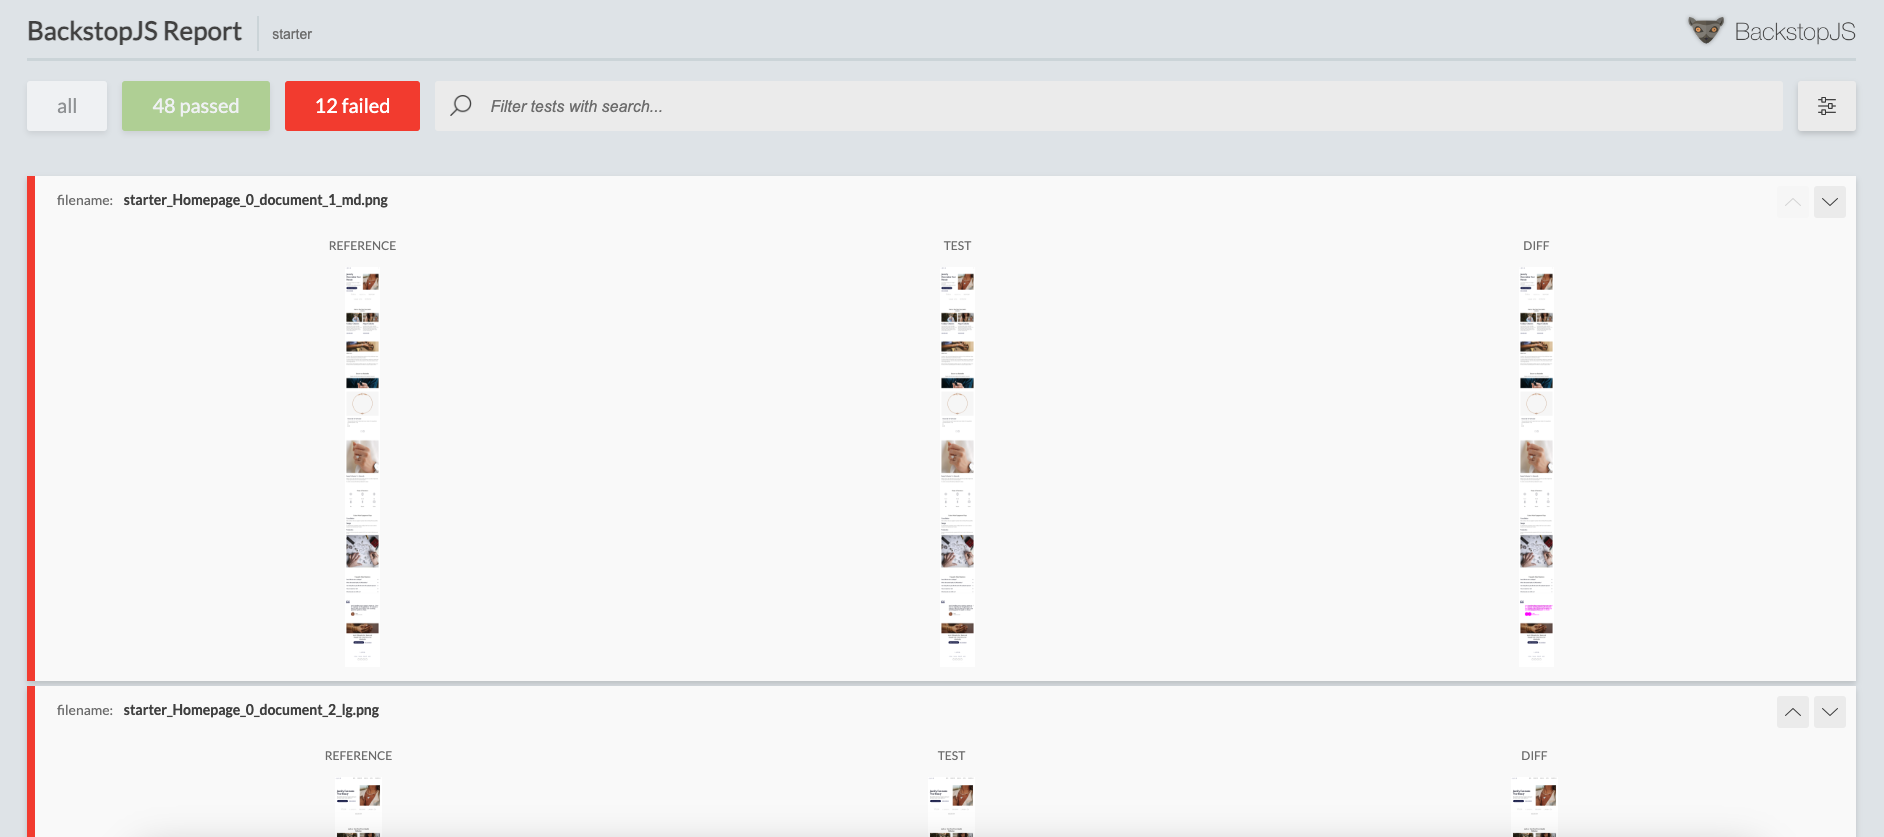 BackstopJS Report
starter
BackstopJS
all
48 passed
12 failed
Filter tests with search...
filename: starter_Homepage_0_document_1_md.png
REFERENCE
TEST
DIFF
filename: starter_Homepage_0_document_2_lg.png
REFERENCE
TEST
DIFF